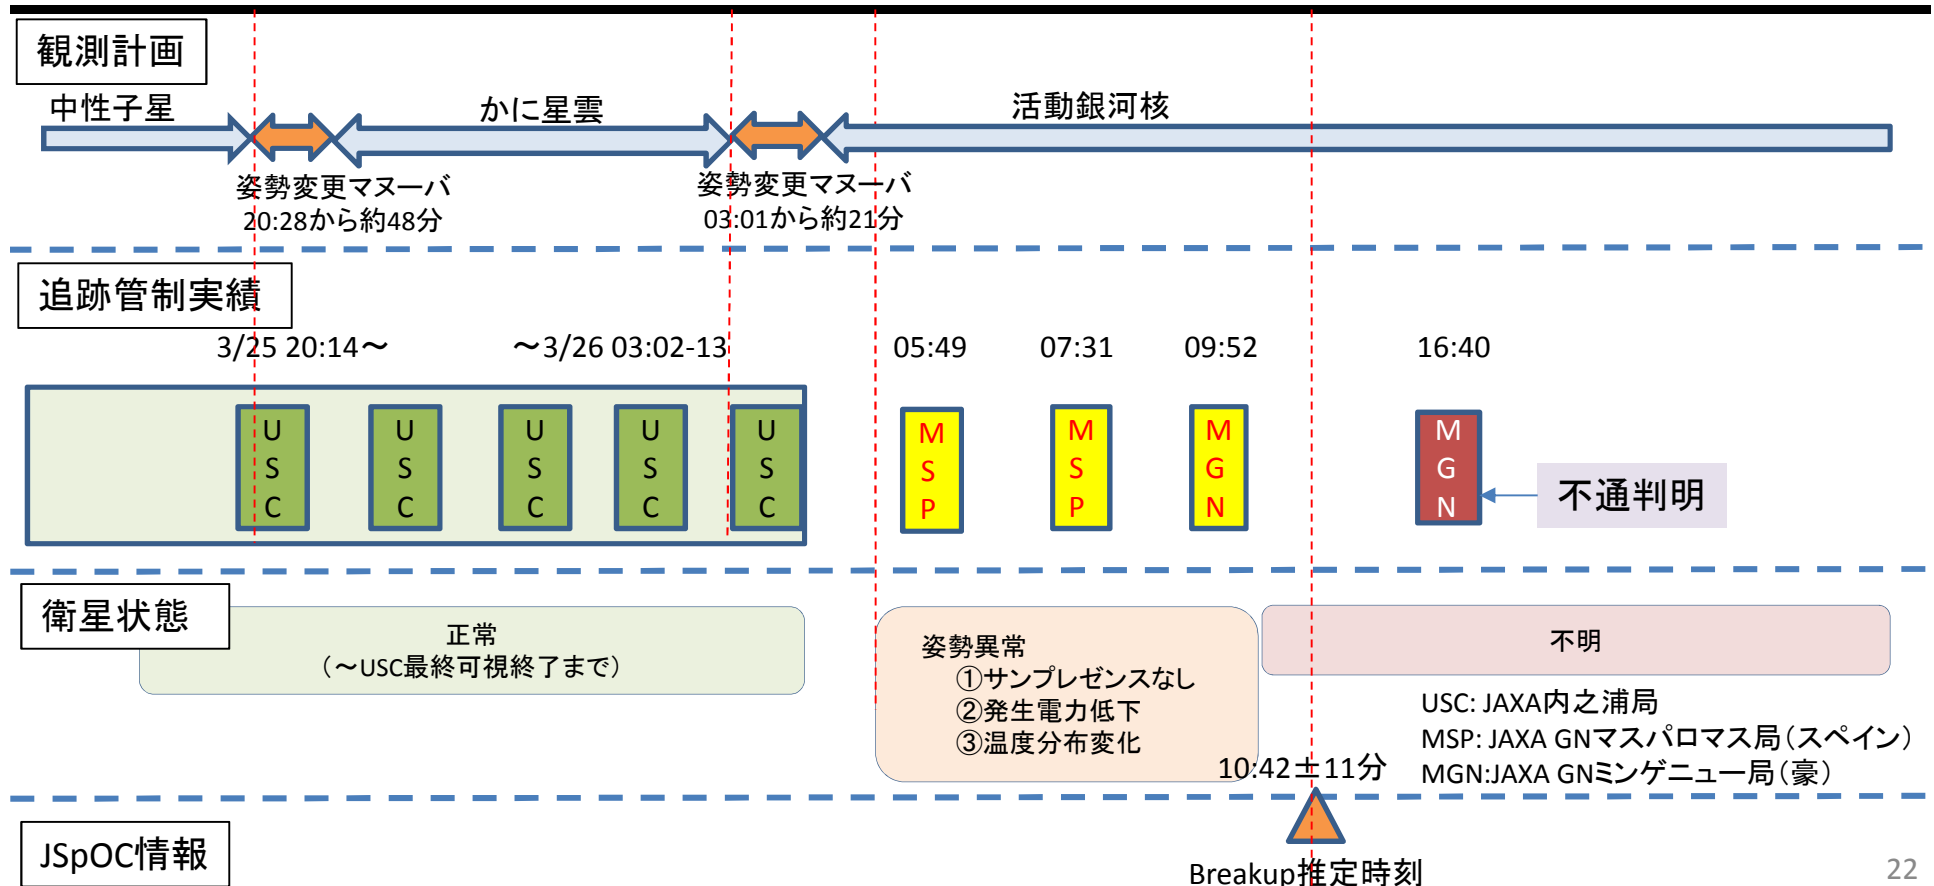 観測計画
中性子星
かに星雲
活動銀河核
姿勢変更マヌーバ
20:28から約48分
姿勢変更マヌーバ
03:01から約21分
追跡管制実績
3/25 20:14～
～3/26 03:02-13
05:49
07:31
09:52
16:40
USC
USC
USC
USC
USC
MSP
MSP
MGN
MGN
不通判明
衛星状態
正常
（～USC最終可視終了まで）
姿勢異常
①サンプレゼンスなし
②発生電力低下
③温度分布変化
不明
USC: JAXA内之浦局
MSP: JAXA GNマスパロマス局（スペイン）
MGN:JAXA GNミンゲニュー局（豪）
10:42±11分
JSpOC情報
Breakup推定時刻
22